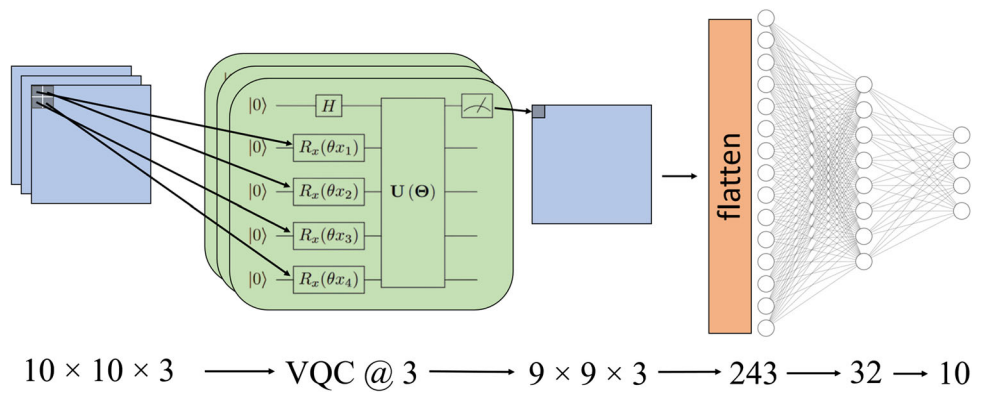 |0⟩ H
|0⟩ Rx(θx1)
|0⟩ Rx(θx2) U(Θ)
|0⟩ Rx(θx3)
|0⟩ Rx(θx4)
flatten
10 × 10 × 3 VQC @ 3 9 × 9 × 3 243 32 10